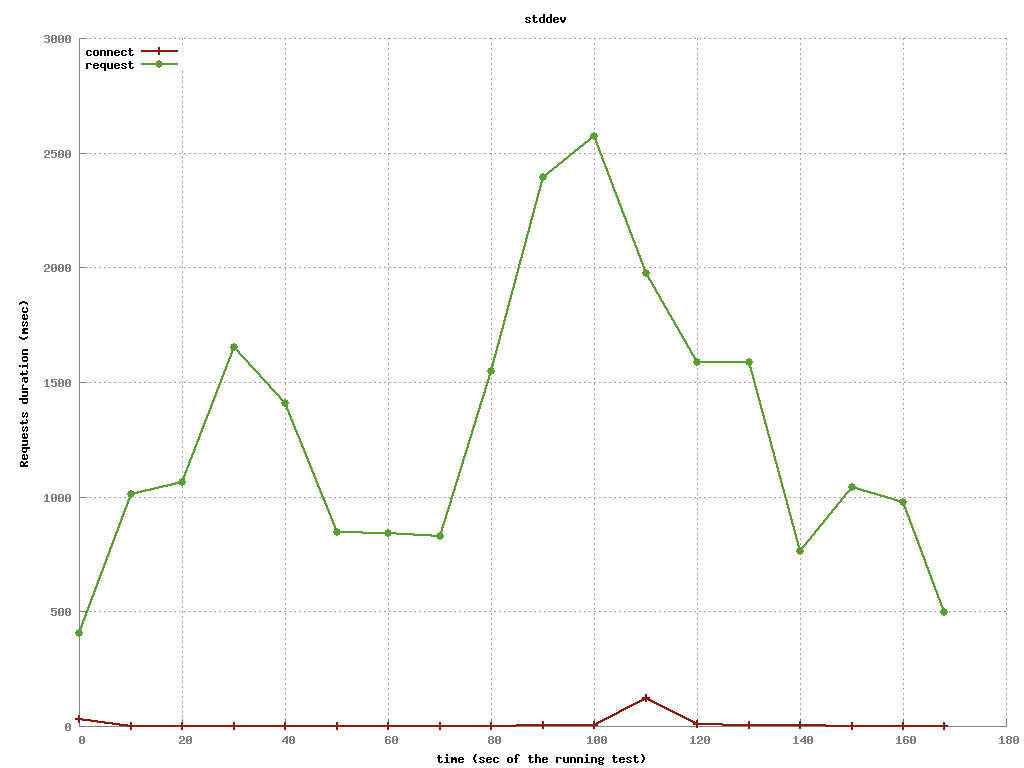 stddev
3000
connect
request
2500
2000
Requests duration (msec)
1500
1000
500
0
0 20 40 60 80 100 120 140 160 180
time (sec of the running test)